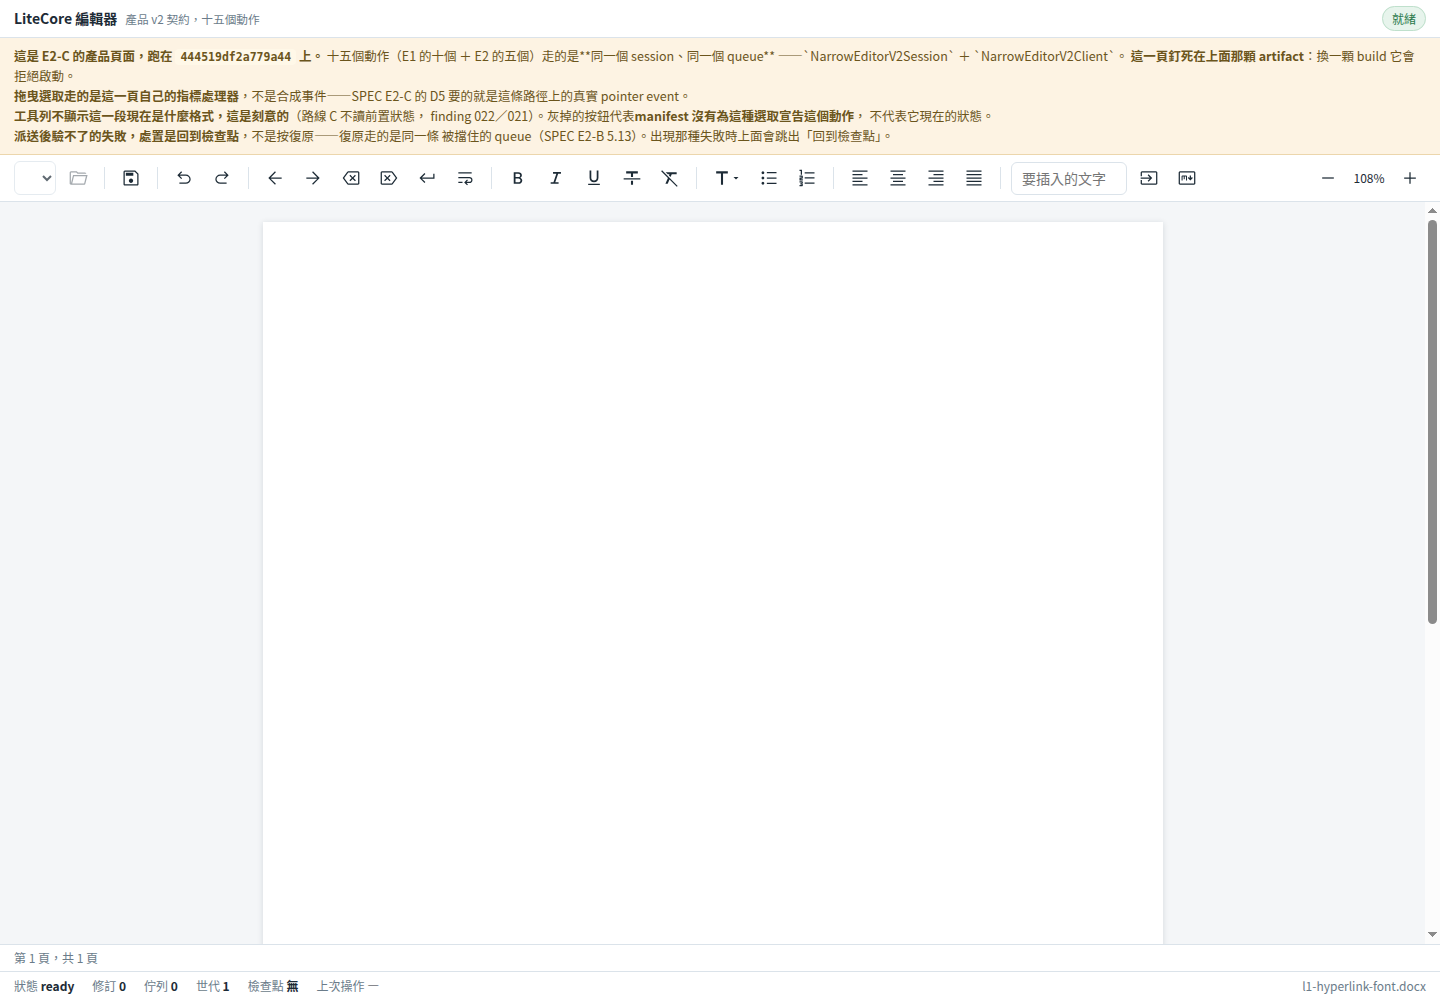 LiteCore 編輯器 產品 v2 契約，十五個動作 就緒
這是 E2-C 的產品頁面，跑在 444519df2a779a44 上。 十五個動作（E1 的十個 ＋ E2 的五個）走的是**同一個 session、同一個 queue** ——`NarrowEditorV2Session` ＋ `NarrowEditorV2Client`。 這一頁釘死在上面那顆 artifact：換一顆 build 它會
拒絕啟動。
拖曳選取走的是這一頁自己的指標處理器，不是合成事件——SPEC E2-C 的 D5 要的就是這條路徑上的真實 pointer event。
工具列不顯示這一段現在是什麼格式，這是刻意的（路線 C 不讀前置狀態， finding 022／021）。灰掉的按鈕代表manifest 沒有為這種選取宣告這個動作， 不代表它現在的狀態。
派送後驗不了的失敗，處置是回到檢查點，不是按復原——復原走的是同一條 被擋住的 queue（SPEC E2-B 5.13）。出現那種失敗時上面會跳出「回到檢查點」。
要插入的文字 108%
第 1 頁，共 1 頁
狀態 ready 修訂 0 佇列 0 世代 1 檢查點 無 上次操作 — l1-hyperlink-font.docx